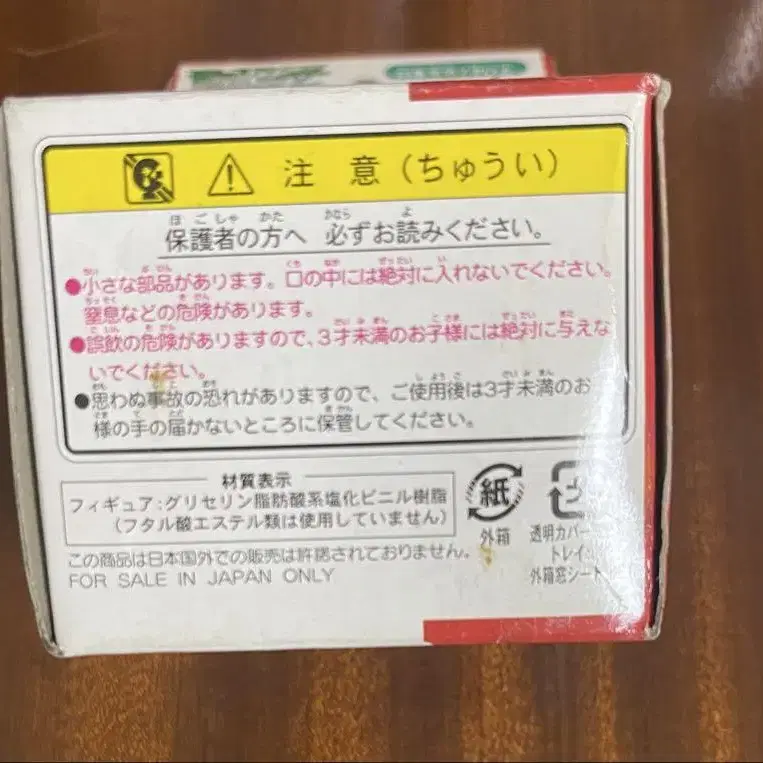 注意(ちゅうい)
保護者の方へ 必ずお読みください。
●小さな部品があります。口の中には絶対に入れないでください。
窒息などの危険があります。
●誤飲の危険がありますので、3才未満のお子様には絶対に与えな
いでください。
●思わぬ事故の恐れがありますので、ご使用後は3才未満のお
様の手の届かないところに保管してください。
材質表示
フィギュア:グリセリン脂肪酸系塩化ビニル樹脂
(フタル酸エステル類は使用していません)
この商品は日本国外での販売は許諾されておりません。
FOR SALE IN JAPAN ONLY
紙
外箱
透明カバー
トレイ
外箱窓シート